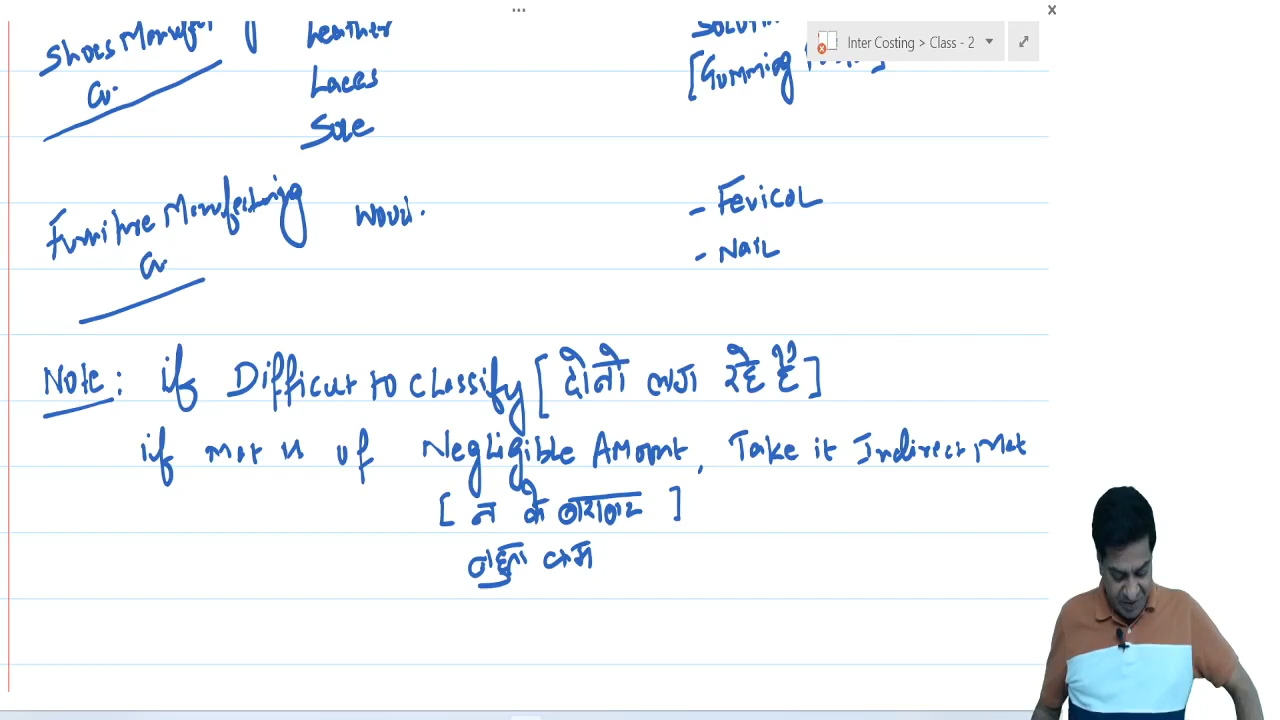 Inter Costing > Class - 2
Shoes
Leather
[Gumming
Co.
Laces
Sole
Furniture Manufacturing
Wood.
- Fevicol
Co.
- Nail
Note: if Difficult to classify [दोनो लग रहे है]
if mat is of Negligible Amount, Take it Indirect Mat
[न के बराबर]
बहुत कम